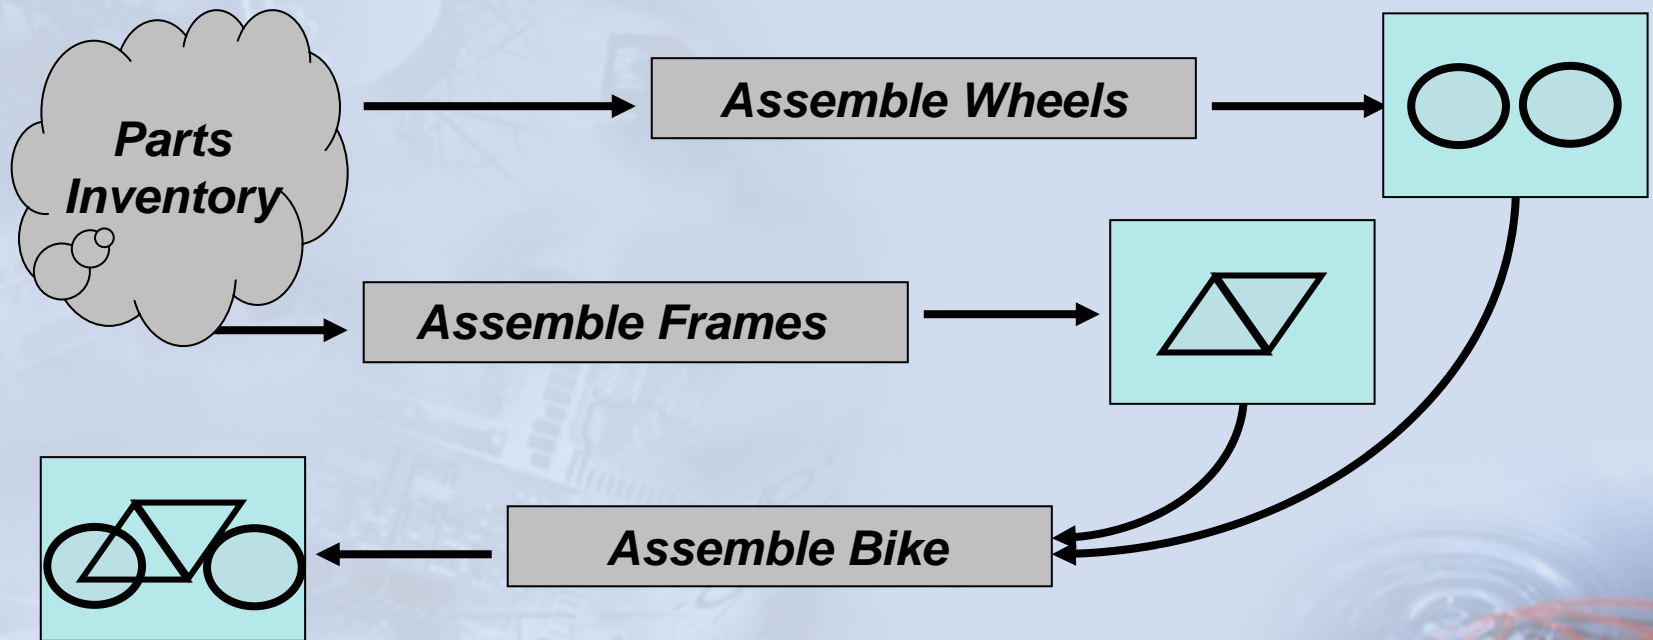 Parts
Inventory
Assemble Wheels
Assemble Frames
Assemble Bike